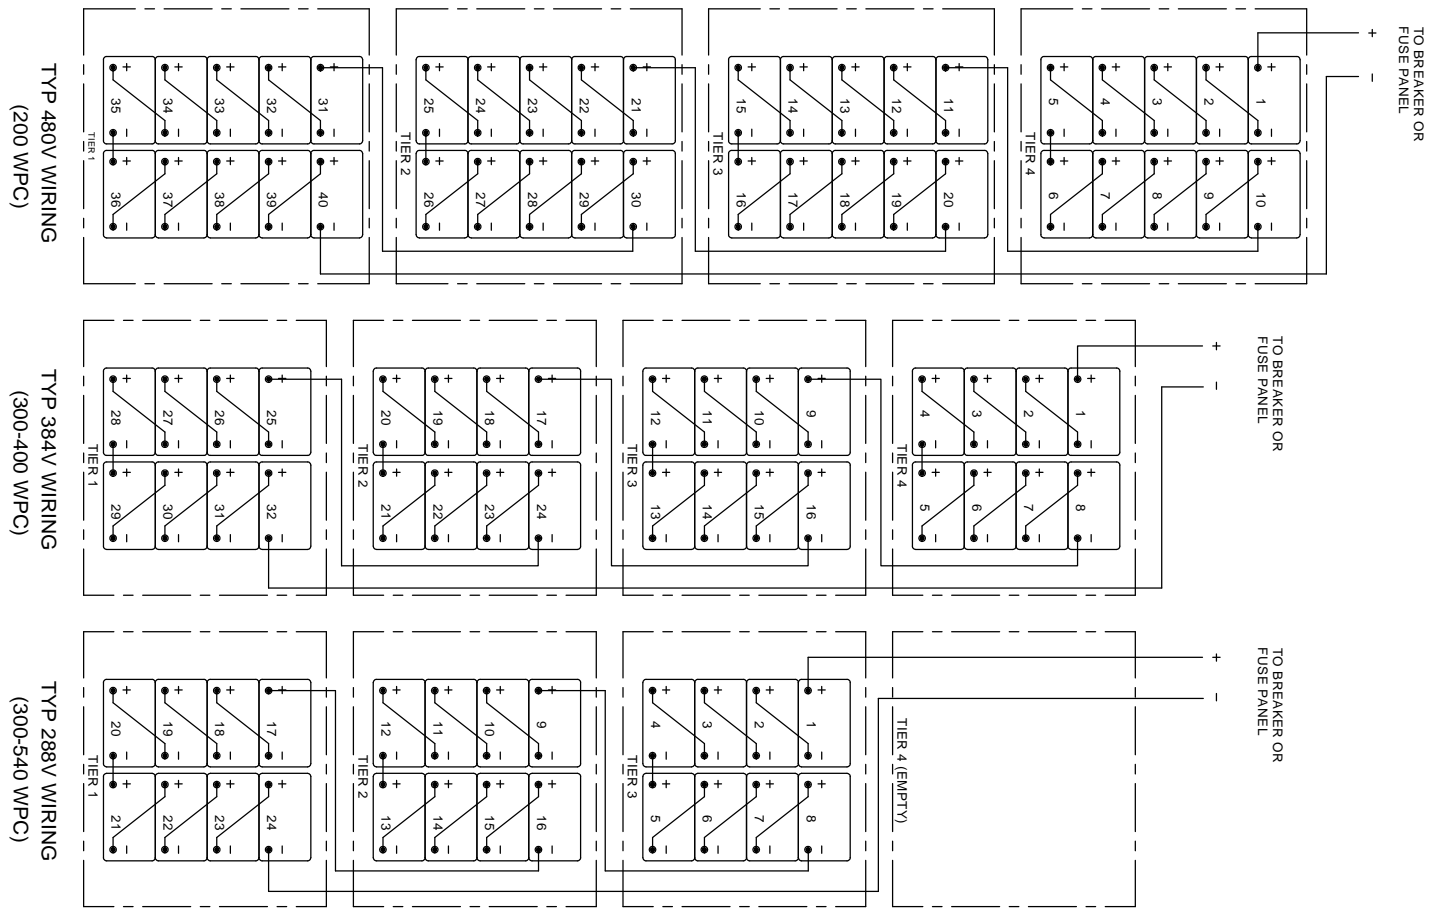 TO BREAKER OR
FUSE PANEL
+ −
+ 1 − + 10 −
+ 2 − + 9 −
+ 3 − + 8 −
+ 4 − + 7 −
+ 5 − + 6 −
TIER 4
+ 11 − + 20 −
+ 12 − + 19 −
+ 13 − + 18 −
+ 14 − + 17 −
+ 15 − + 16 −
TIER 3
+ 21 − + 30 −
+ 22 − + 29 −
+ 23 − + 28 −
+ 24 − + 27 −
+ 25 − + 26 −
TIER 2
+ 31 − + 40 −
+ 32 − + 39 −
+ 33 − + 38 −
+ 34 − + 37 −
+ 35 − + 36 −
TIER 1
TYP 480V WIRING
(200 WPC)
TO BREAKER OR
FUSE PANEL
+ −
+ 1 − + 8 −
+ 2 − + 7 −
+ 3 − + 6 −
+ 4 − + 5 −
TIER 4
+ 9 − + 16 −
+ 10 − + 15 −
+ 11 − + 14 −
+ 12 − + 13 −
TIER 3
+ 17 − + 24 −
+ 18 − + 23 −
+ 19 − + 22 −
+ 20 − + 21 −
TIER 2
+ 25 − + 32 −
+ 26 − + 31 −
+ 27 − + 30 −
+ 28 − + 29 −
TIER 1
TYP 384V WIRING
(300-400 WPC)
TO BREAKER OR
FUSE PANEL
+ −
TIER 4 (EMPTY)
+ 1 − + 8 −
+ 2 − + 7 −
+ 3 − + 6 −
+ 4 − + 5 −
TIER 3
+ 9 − + 16 −
+ 10 − + 15 −
+ 11 − + 14 −
+ 12 − + 13 −
TIER 2
+ 17 − + 24 −
+ 18 − + 23 −
+ 19 − + 22 −
+ 20 − + 21 −
TIER 1
TYP 288V WIRING
(300-540 WPC)